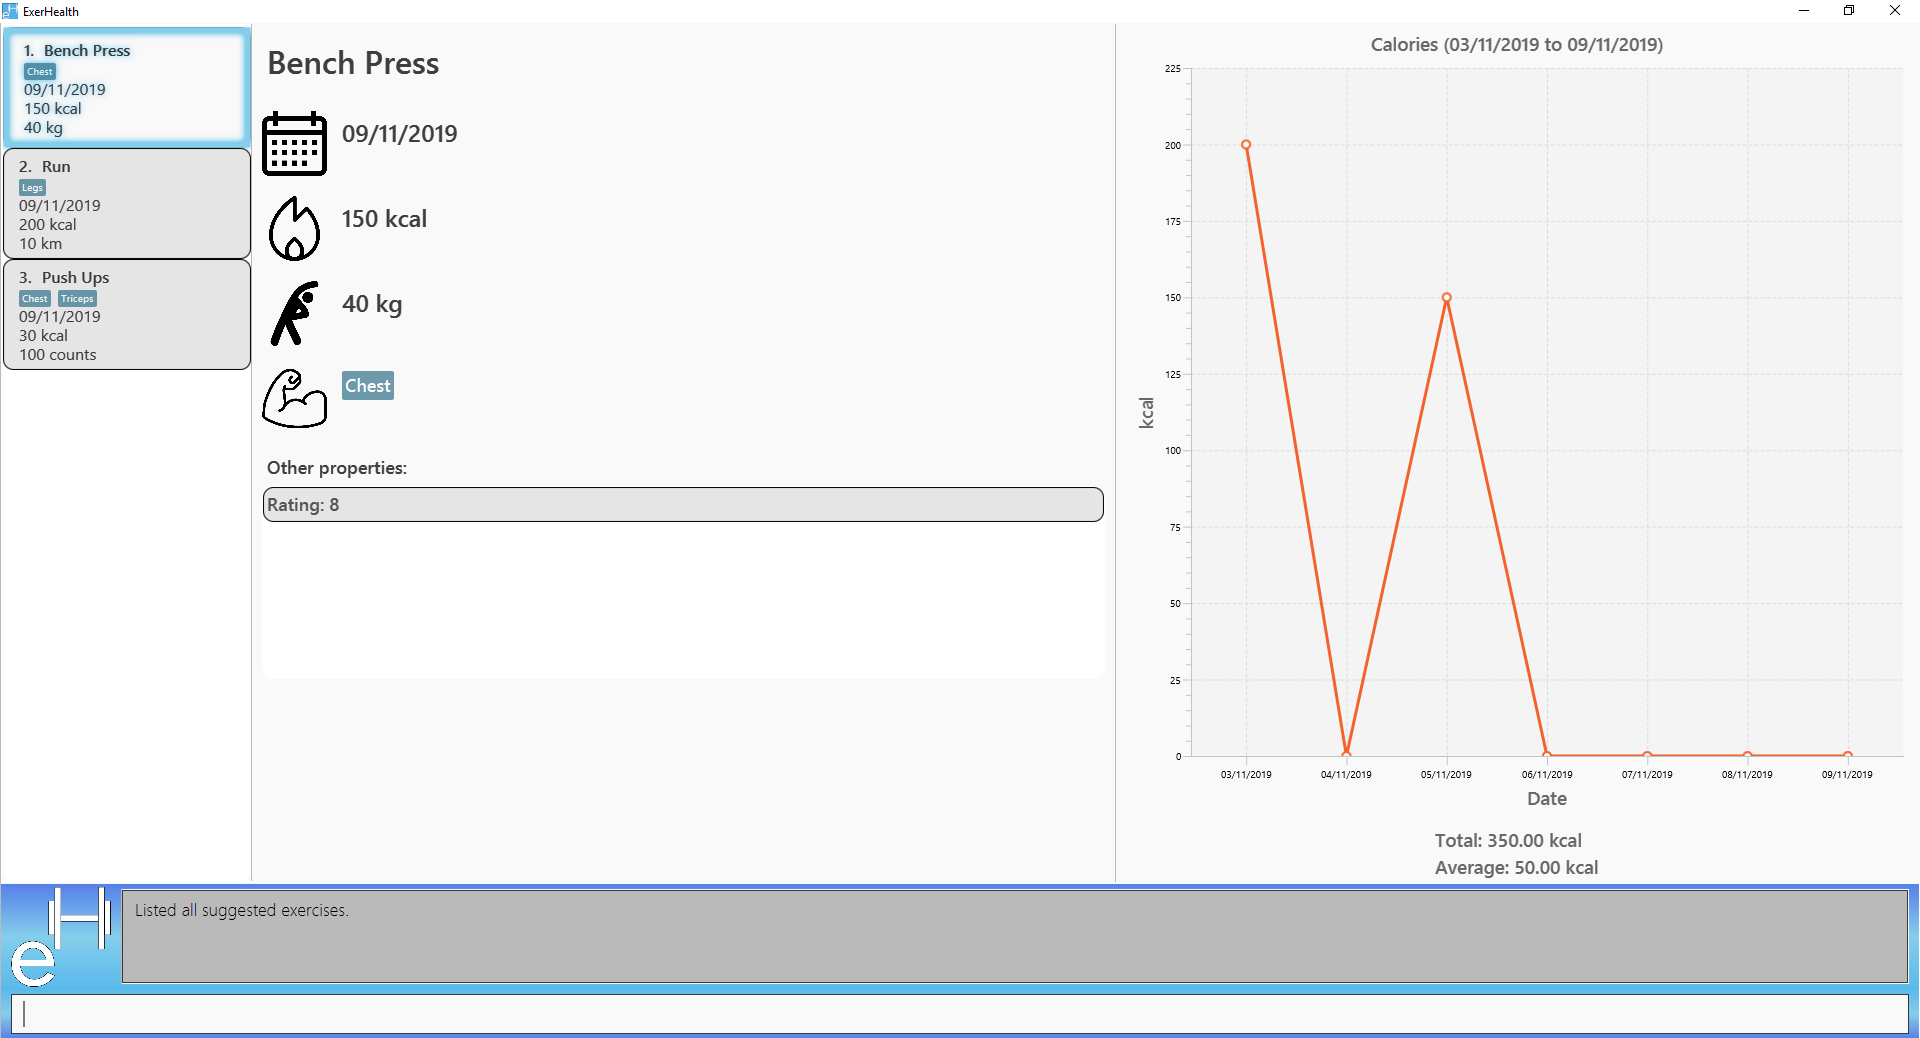 ExerHealth
1. Bench Press
Chest
09/11/2019
150 kcal
40 kg
2. Run
Legs
09/11/2019
200 kcal
10 km
3. Push Ups
Chest Triceps
09/11/2019
30 kcal
100 counts
Bench Press
09/11/2019
150 kcal
40 kg
Chest
Other properties:
Rating: 8
Calories (03/11/2019 to 09/11/2019)
225
200
175
150
125
100
75
50
25
0
kcal
03/11/2019 04/11/2019 05/11/2019 06/11/2019 07/11/2019 08/11/2019 09/11/2019
Date
Total: 350.00 kcal
Average: 50.00 kcal
eH
Listed all suggested exercises.